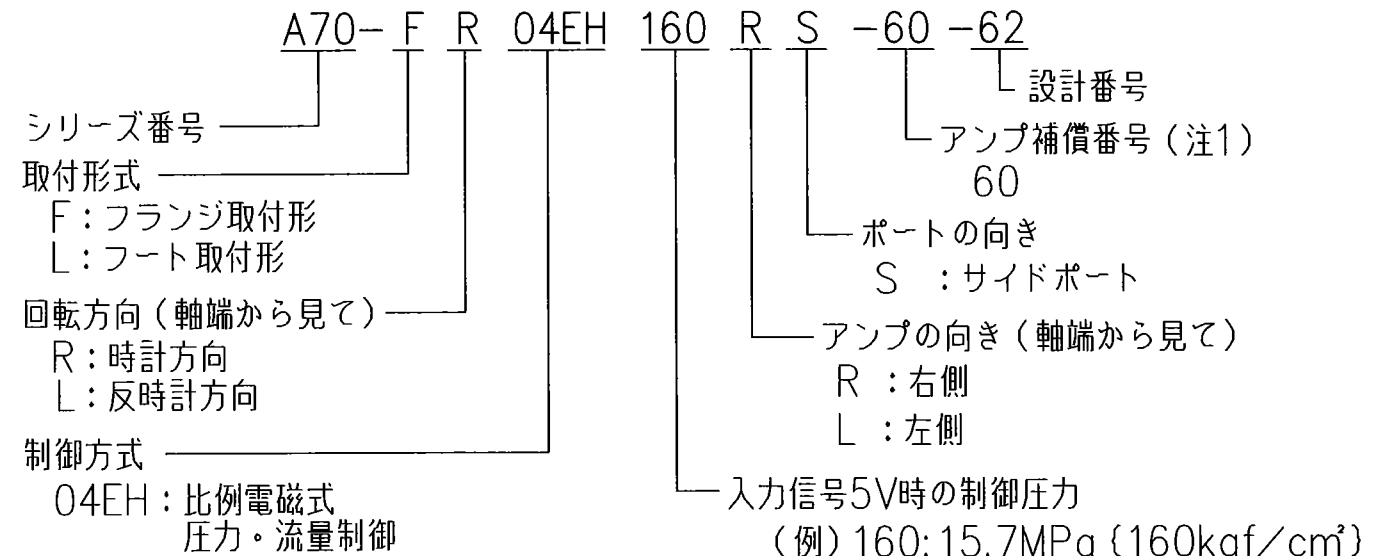 A70- F R 04EH 160 R S -60 -62
設計番号
シリーズ番号
アンプ補償番号（注1）
60
取付形式
F：フランジ取付形
L：フート取付形
ポートの向き
S ：サイドポート
回転方向（軸端から見て）
R：時計方向
L：反時計方向
アンプの向き（軸端から見て）
R ：右側
L ：左側
制御方式
04EH：比例電磁式
圧力・流量制御
入力信号5V時の制御圧力
（例）160：15.7MPa {160kgf/cm²}